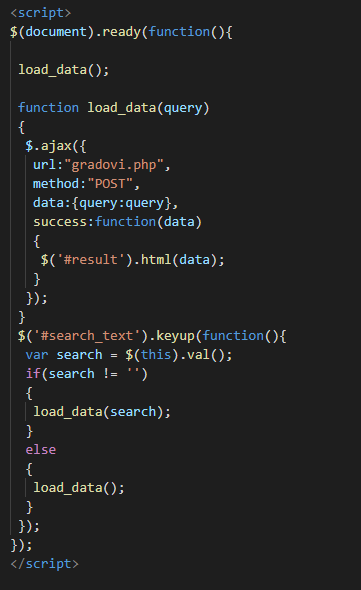 <script>
$(document).ready(function(){
load_data();
function load_data(query)
{
$.ajax({
url:"gradovi.php",
method:"POST",
data:{query:query},
success:function(data)
{
$('#result').html(data);
}
});
}
$('#search_text').keyup(function(){
var search = $(this).val();
if(search != '')
{
load_data(search);
}
else
{
load_data();
}
});
});
</script>